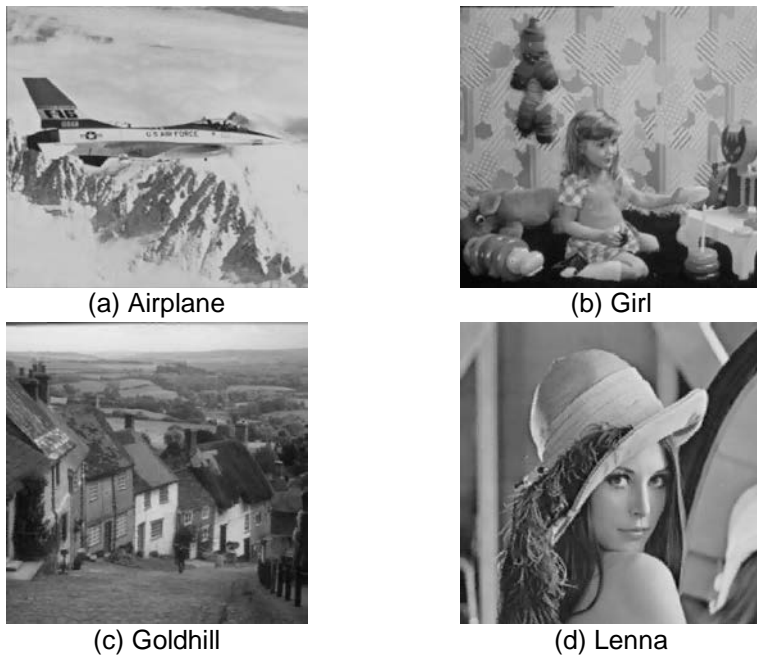 U.S. AIR FORCE
(a) Airplane
(b) Girl
(c) Goldhill
(d) Lenna